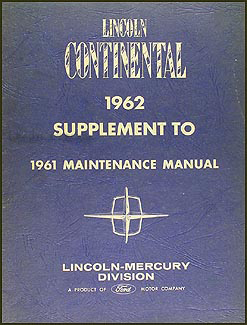 LINCOLN
CONTINENTAL
1962
SUPPLEMENT TO
1961 MAINTENANCE MANUAL
LINCOLN-MERCURY
DIVISION
A PRODUCT OF Ford MOTOR COMPANY